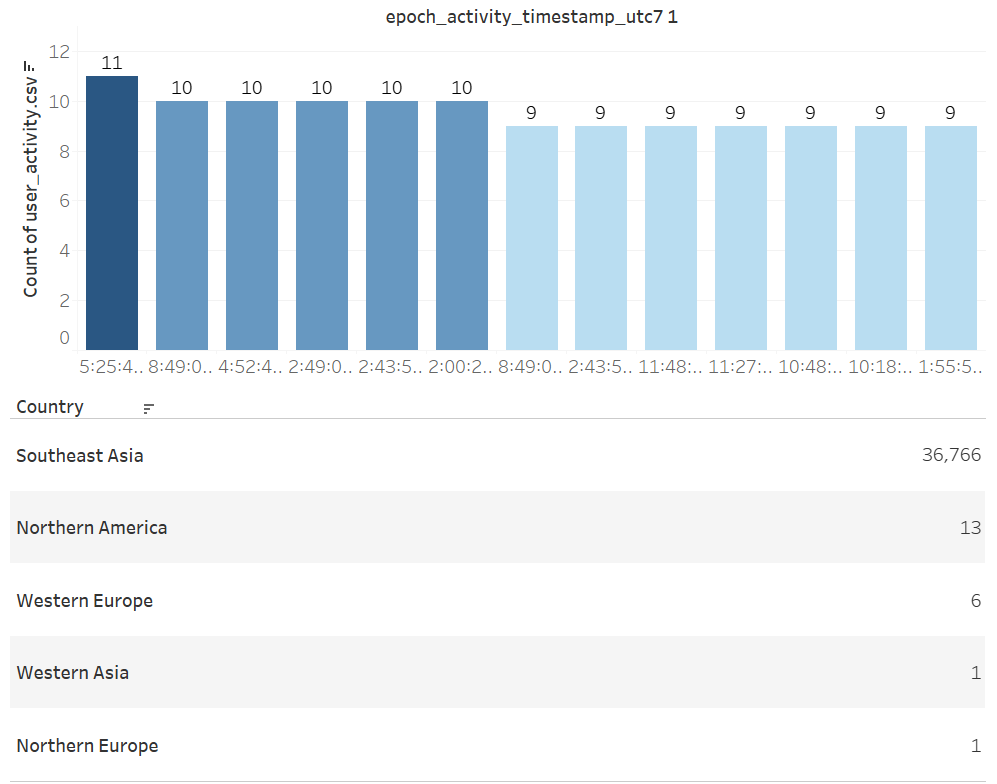 epoch_activity_timestamp_utc7 1
Count of user_activity.csv
12
10
8
6
4
2
0
11 10 10 10 10 10 9 9 9 9 9 9 9
5:25:4.. 8:49:0.. 4:52:4.. 2:49:0.. 2:43:5.. 2:00:2.. 8:49:0.. 2:43:5.. 11:48:.. 11:27:.. 10:48:.. 10:18:.. 1:55:5..
Country
Southeast Asia 36,766
Northern America 13
Western Europe 6
Western Asia 1
Northern Europe 1